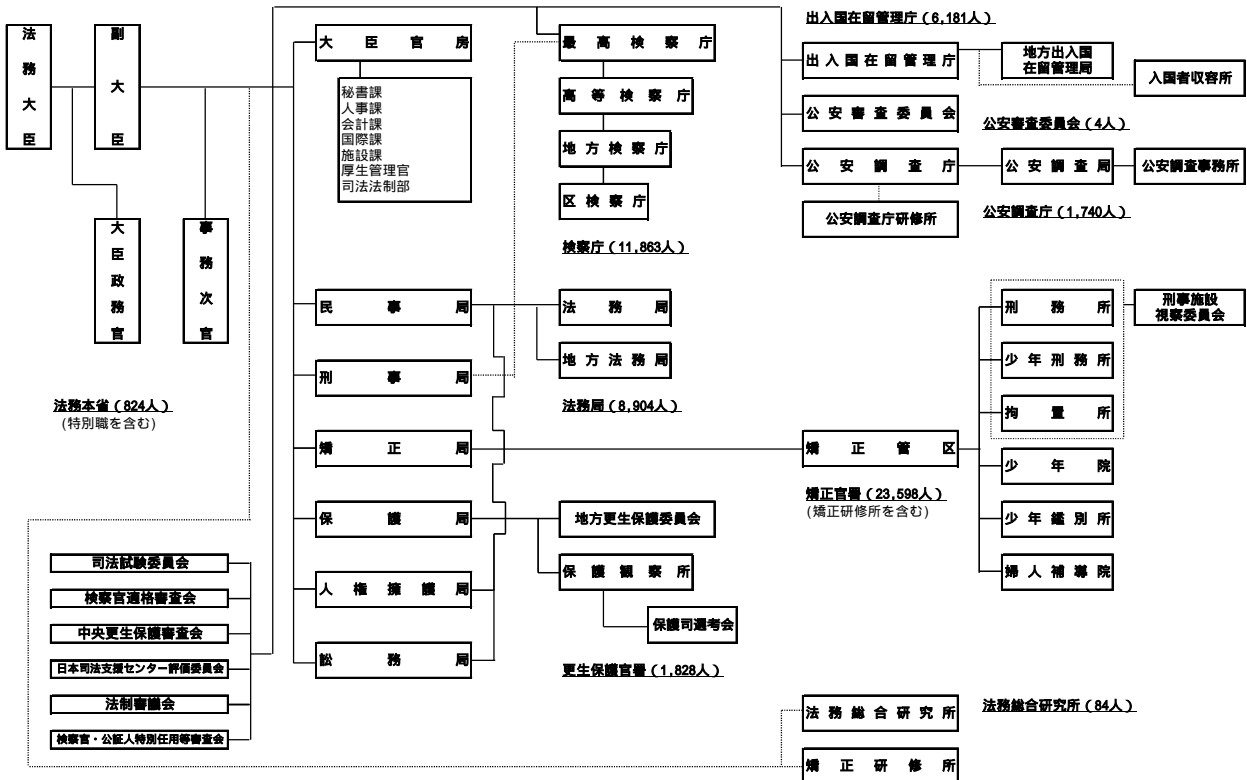 法務大臣
副大臣
大臣政務官
事務次官
法務本省(824人)
(特別職を含む)
司法試験委員会
検察官適格審査会
中央更生保護審査会
日本司法支援センター評価委員会
法制審議会
検察官・公証人特別任用等審査会
大臣官房
秘書課
人事課
会計課
国際課
施設課
厚生管理官
司法法制部
民事局
刑事局
矯正局
保護局
人権擁護局
訟務局
最高検察庁
高等検察庁
地方検察庁
区検察庁
検察庁(11,863人)
法務局
地方法務局
法務局(8,904人)
地方更生保護委員会
保護観察所
保護司選考会
更生保護官署(1,828人)
出入国在留管理庁(6,181人)
出入国在留管理庁
地方出入国
在留管理局
入国者収容所
公安審査委員会
公安審査委員会(4人)
公安調査庁
公安調査局
公安調査事務所
公安調査庁研修所
公安調査庁(1,740人)
矯正管区
矯正官署(23,598人)
(矯正研修所を含む)
刑務所
少年刑務所
拘置所
少年院
少年鑑別所
婦人補導院
刑事施設
視察委員会
法務総合研究所
法務総合研究所(84人)
矯正研修所